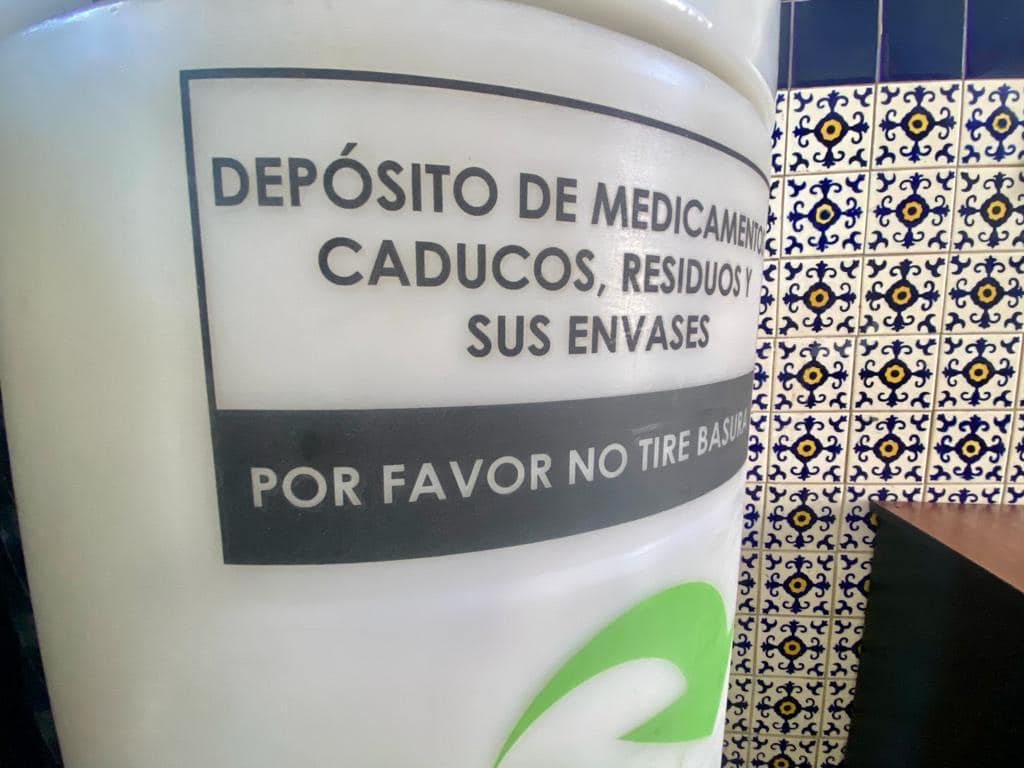 DEPÓSITO DE MEDICAMENTO
CADUCOS, RESIDUOS Y
SUS ENVASES
POR FAVOR NO TIRE BASURA